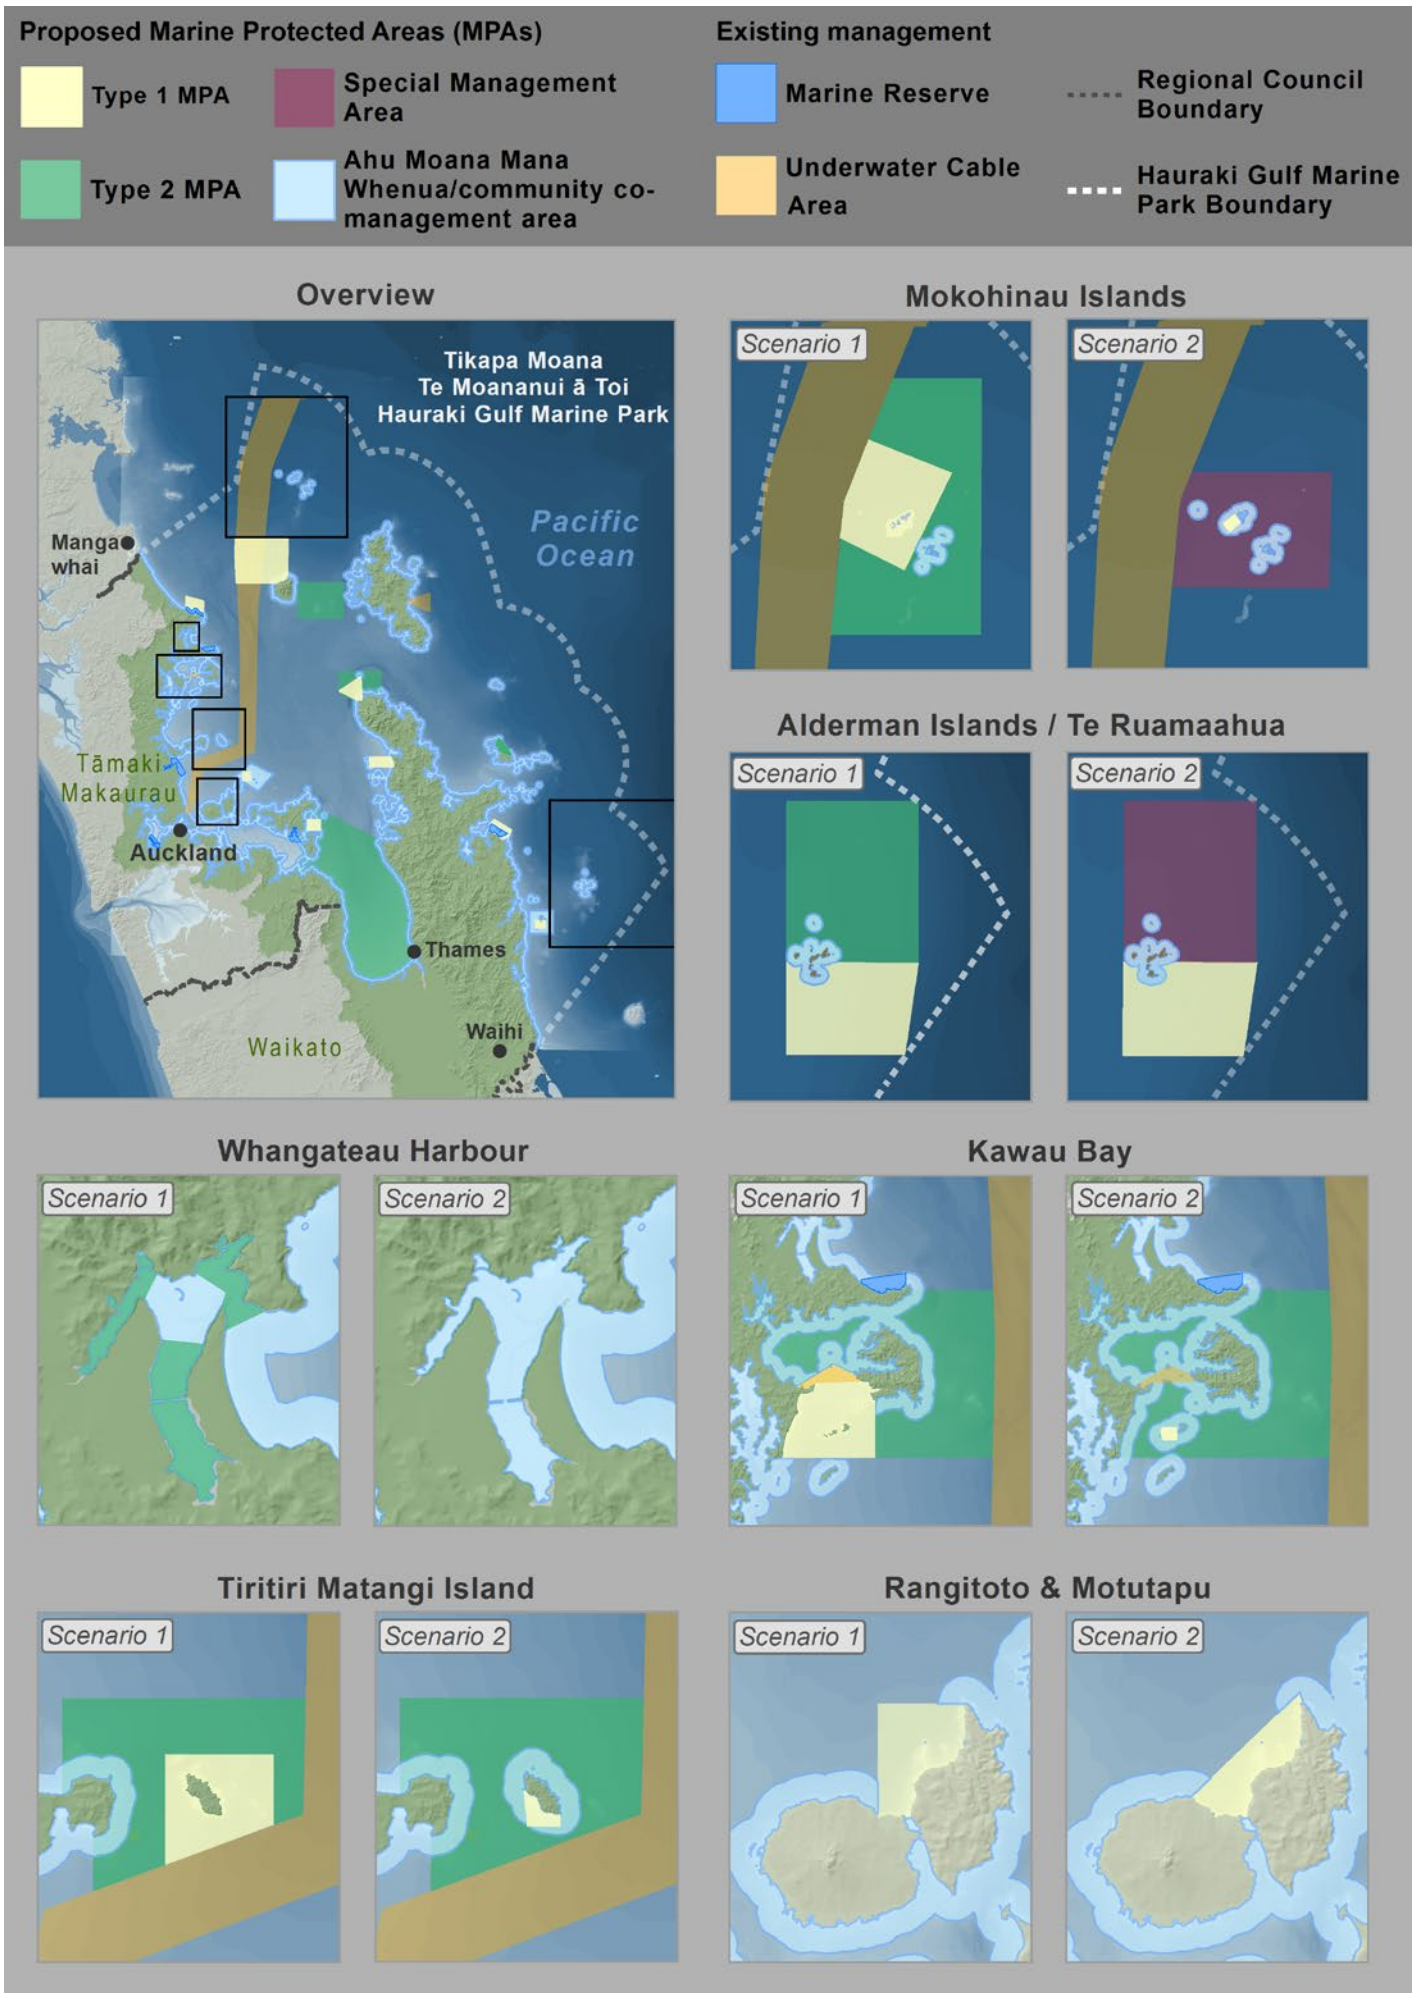 Proposed Marine Protected Areas (MPAs)
Type 1 MPA
Special Management
Area
Type 2 MPA
Ahu Moana Mana
Whenua/community co-
management area
Existing management
Marine Reserve
Regional Council
Boundary
Underwater Cable
Area
Hauraki Gulf Marine
Park Boundary
Overview
Tikapa Moana
Te Moananui ā Toi
Hauraki Gulf Marine Park
Pacific
Ocean
Manga
whai
Tāmaki
Makaurau
Auckland
Thames
Waihi
Waikato
Mokohinau Islands
Scenario 1
Scenario 2
Alderman Islands / Te Ruamaahua
Scenario 1
Scenario 2
Whangateau Harbour
Scenario 1
Scenario 2
Kawau Bay
Scenario 1
Scenario 2
Tiritiri Matangi Island
Scenario 1
Scenario 2
Rangitoto & Motutapu
Scenario 1
Scenario 2